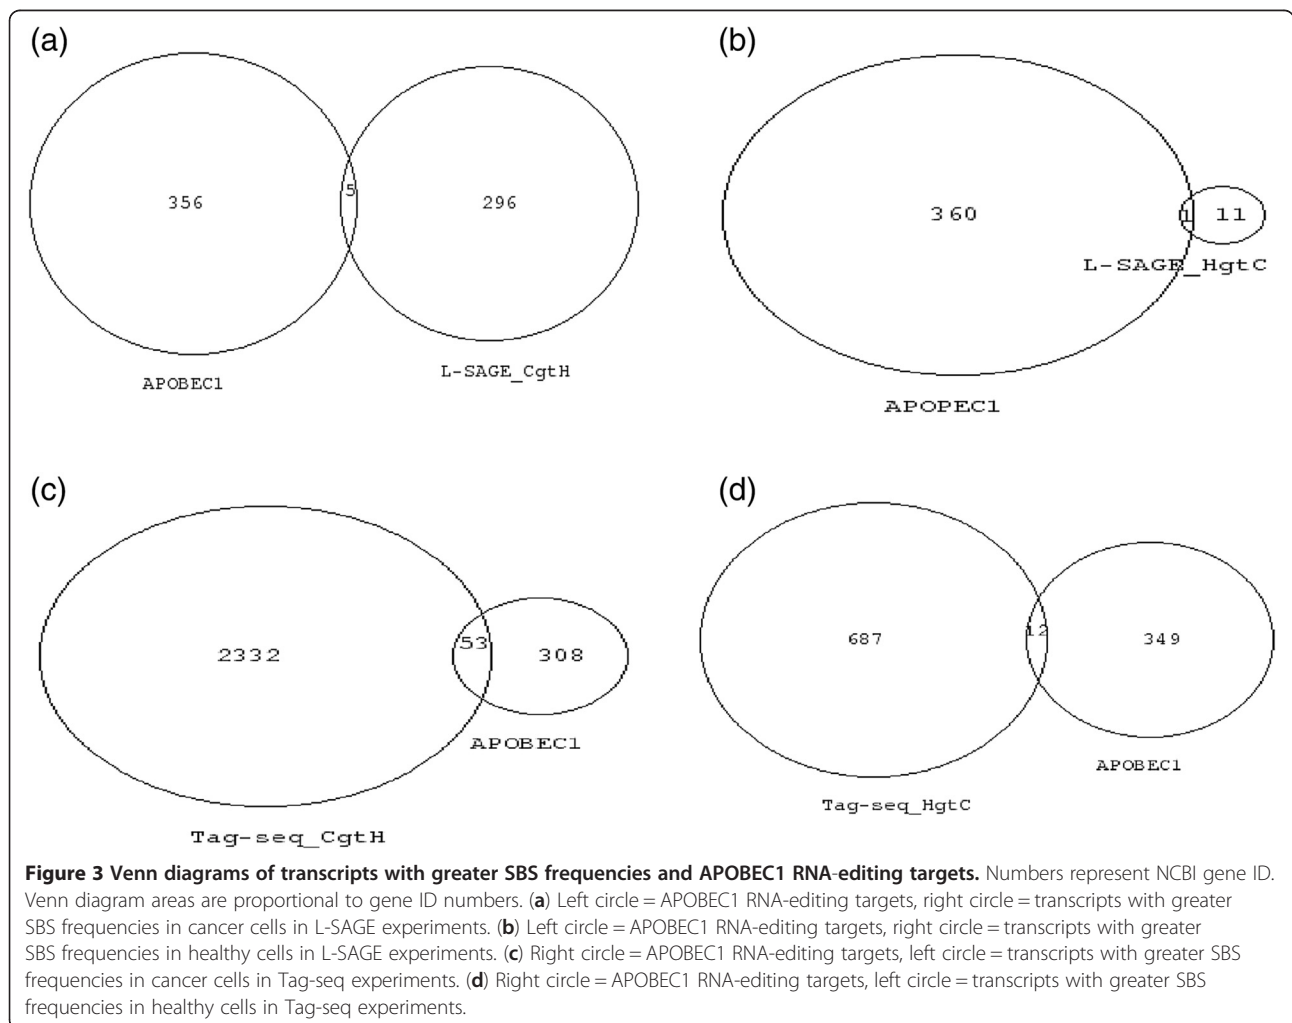 (a)
356
5
296
APOBEC1
L-SAGE_CgtH
(b)
360
1
11
L-SAGE_HgtC
APOPEC1
(c)
2332
53
308
APOBEC1
Tag-seq_CgtH
(d)
687
12
349
APOBEC1
Tag-seq_HgtC
Figure 3 Venn diagrams of transcripts with greater SBS frequencies and APOBEC1 RNA-editing targets. Numbers represent NCBI gene ID.
Venn diagram areas are proportional to gene ID numbers. (a) Left circle = APOBEC1 RNA-editing targets, right circle = transcripts with greater
SBS frequencies in cancer cells in L-SAGE experiments. (b) Left circle = APOBEC1 RNA-editing targets, right circle = transcripts with greater
SBS frequencies in healthy cells in L-SAGE experiments. (c) Right circle = APOBEC1 RNA-editing targets, left circle = transcripts with greater SBS
frequencies in cancer cells in Tag-seq experiments. (d) Right circle = APOBEC1 RNA-editing targets, left circle = transcripts with greater SBS
frequencies in healthy cells in Tag-seq experiments.